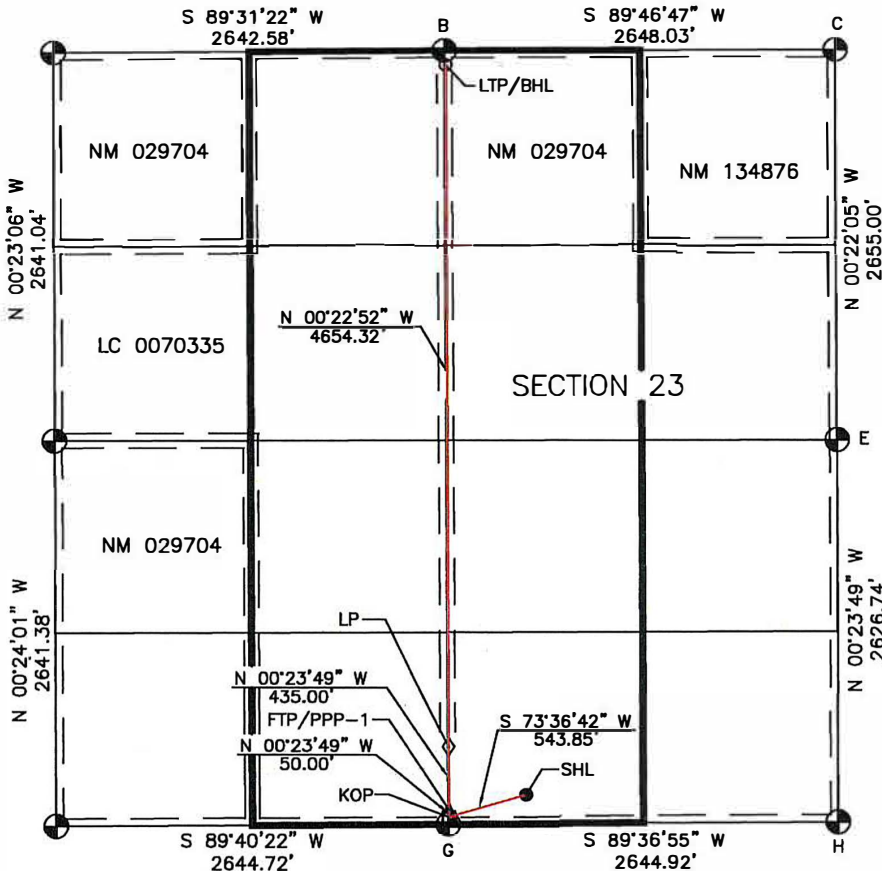 S 89°31'22" W
2642.58'
B
S 89°46'47" W
2648.03'
C
LTP/BHL
NM 029704
NM 029704
NM 134876
N 00°23'06" W
2641.04'
N 00°22'05" W
2655.00'
N 00°22'52" W
4654.32'
LC 0070335
SECTION 23
E
NM 029704
N 00°24'01" W
2641.38'
N 00°23'49" W
2626.74'
LP
N 00°23'49" W
435.00'
FTP/PPP-1
S 73°36'42" W
543.85'
N 00°23'49" W
50.00'
SHL
KOP
S 89°40'22" W
2644.72'
G
S 89°36'55" W
2644.92'
H